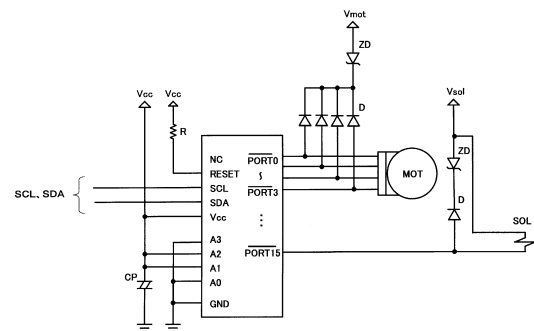 Vmot
ZD
Vcc
Vcc
Vsol
D
R
ZD
NC
PORT0
RESET
MOT
SCL
PORT3
SCL、SDA
SDA
D
Vcc
SOL
A3
A2
PORT15
A1
CP
A0
GND